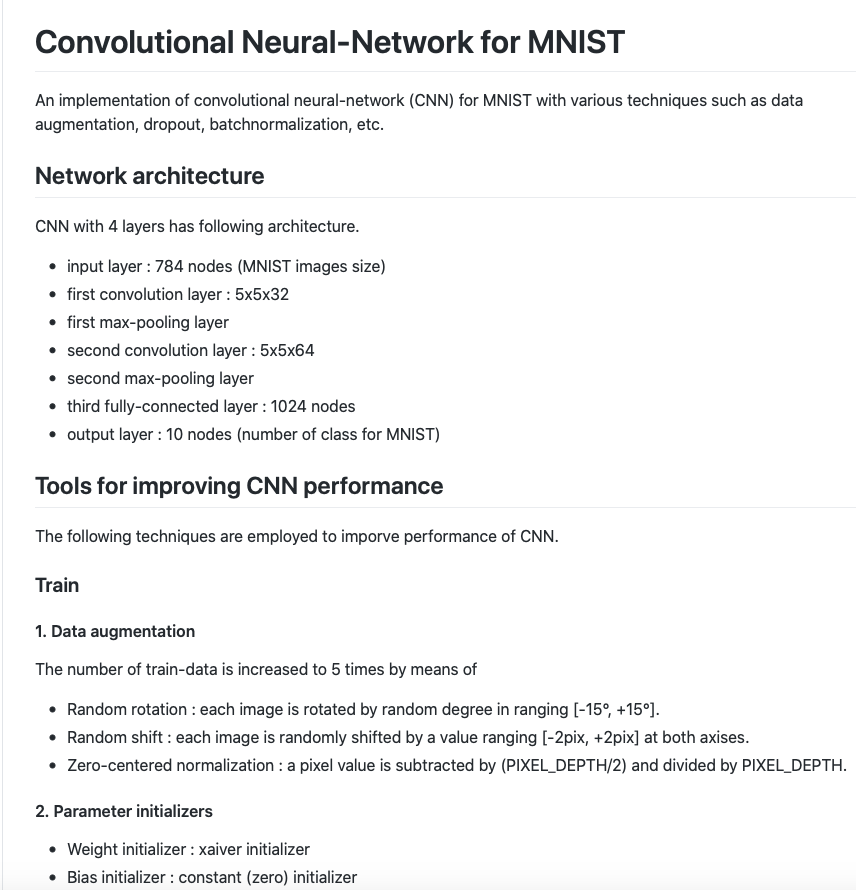 Convolutional Neural-Network for MNIST
An implementation of convolutional neural-network (CNN) for MNIST with various techniques such as data
augmentation, dropout, batchnormalization, etc.
Network architecture
CNN with 4 layers has following architecture.
• input layer : 784 nodes (MNIST images size)
• first convolution layer : 5x5x32
• first max-pooling layer
• second convolution layer : 5x5x64
• second max-pooling layer
• third fully-connected layer : 1024 nodes
• output layer : 10 nodes (number of class for MNIST)
Tools for improving CNN performance
The following techniques are employed to imporve performance of CNN.
Train
1. Data augmentation
The number of train-data is increased to 5 times by means of
• Random rotation : each image is rotated by random degree in ranging [-15°, +15°].
• Random shift : each image is randomly shifted by a value ranging [-2pix, +2pix] at both axises.
• Zero-centered normalization : a pixel value is subtracted by (PIXEL_DEPTH/2) and divided by PIXEL_DEPTH.
2. Parameter initializers
• Weight initializer : xaiver initializer
• Bias initializer : constant (zero) initializer